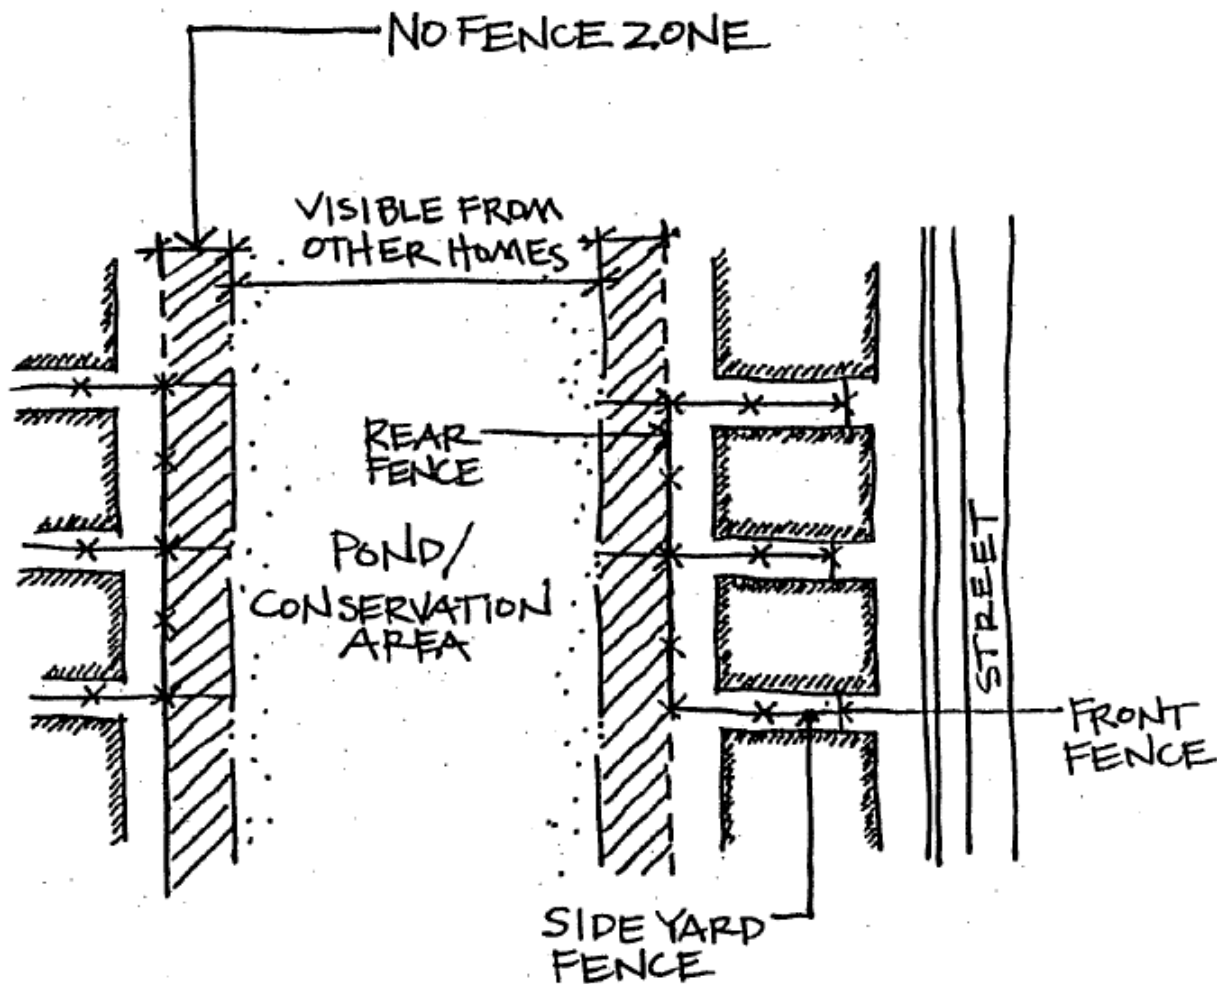 NO FENCE ZONE
VISIBLE FROM
OTHER HOMES
REAR
FENCE
POND/
CONSERVATION
AREA
STREET
FRONT
FENCE
SIDE YARD
FENCE